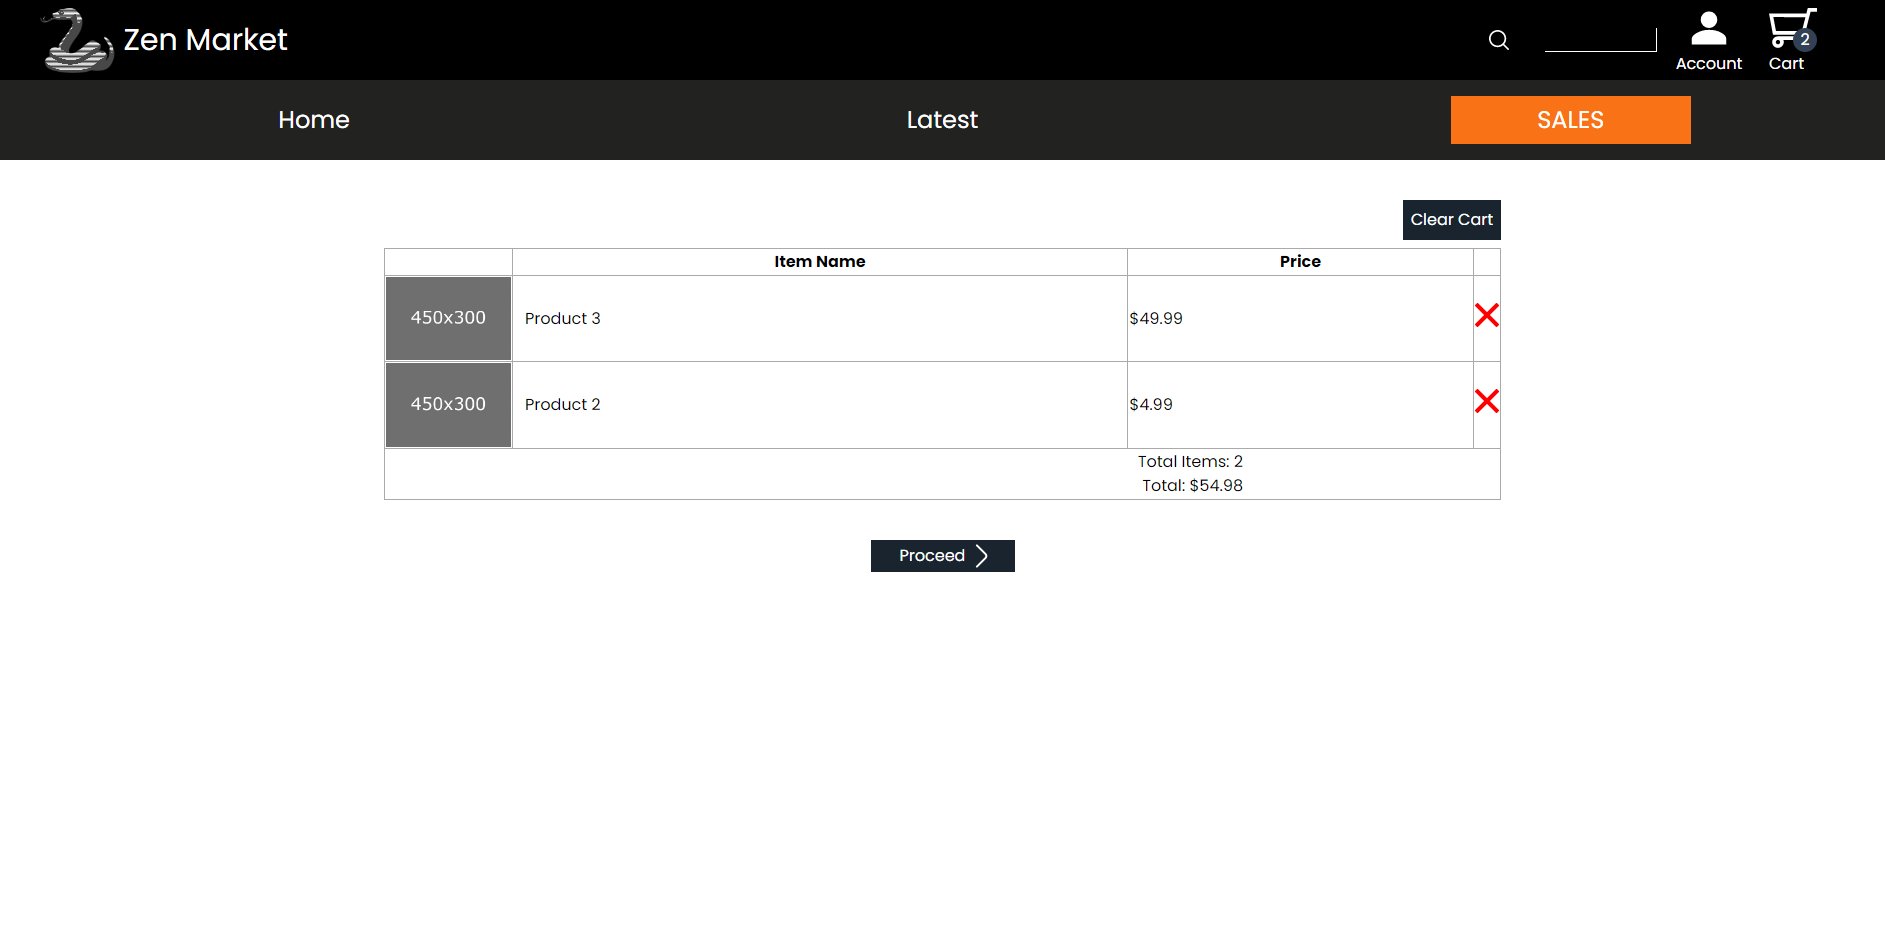 Zen Market
2
Account
Cart
Home
Latest
SALES
Clear Cart
Item Name
Price
450x300
Product 3
$49.99
450x300
Product 2
$4.99
Total Items: 2
Total: $54.98
Proceed